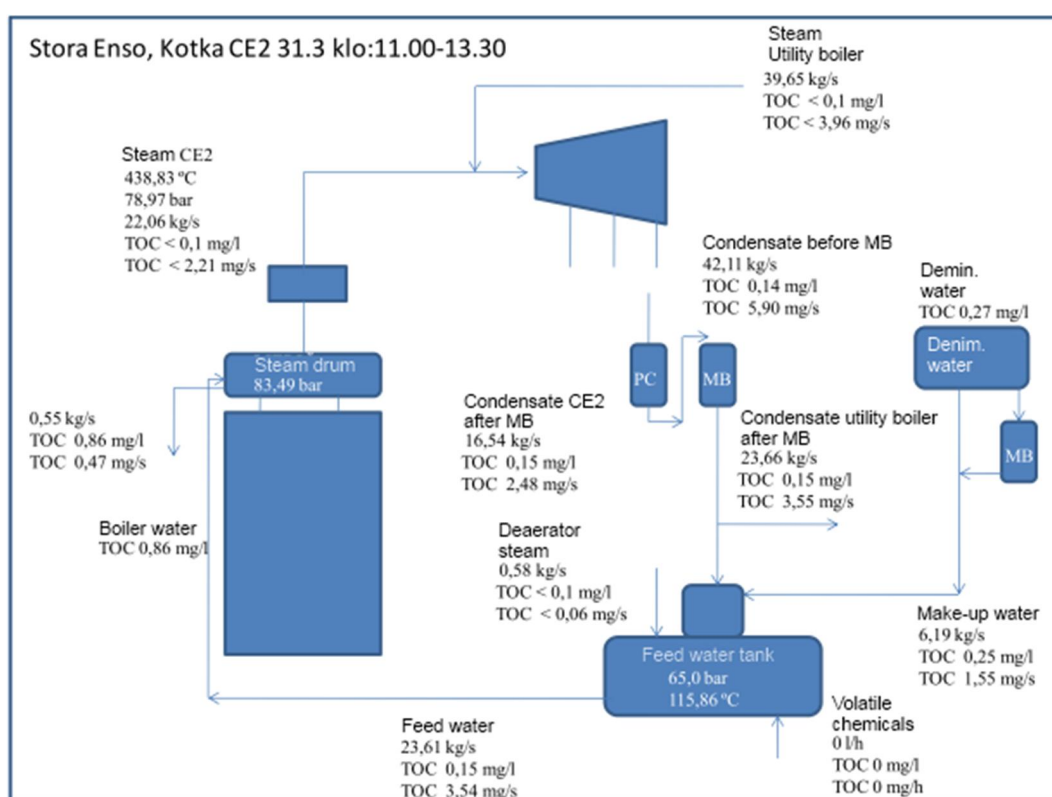 Stora Enso, Kotka CE2 31.3 klo:11.00-13.30
Steam
Utility boiler
39,65 kg/s
TOC < 0,1 mg/l
TOC < 3,96 mg/s
Steam CE2
438,83 ºC
78,97 bar
22,06 kg/s
TOC < 0,1 mg/l
TOC < 2,21 mg/s
Condensate before MB
42,11 kg/s
TOC 0,14 mg/l
TOC 5,90 mg/s
Demin.
water
TOC 0,27 mg/l
Denim.
water
Steam drum
83,49 bar
PC
MB
MB
0,55 kg/s
TOC 0,86 mg/l
TOC 0,47 mg/s
Condensate CE2
after MB
16,54 kg/s
TOC 0,15 mg/l
TOC 2,48 mg/s
Condensate utility boiler
after MB
23,66 kg/s
TOC 0,15 mg/l
TOC 3,55 mg/s
Boiler water
TOC 0,86 mg/l
Deaerator
steam
0,58 kg/s
TOC < 0,1 mg/l
TOC < 0,06 mg/s
Make-up water
6,19 kg/s
TOC 0,25 mg/l
TOC 1,55 mg/s
Feed water tank
65,0 bar
115,86 ºC
Feed water
23,61 kg/s
TOC 0,15 mg/l
TOC 3,54 mg/s
Volatile
chemicals
0 l/h
TOC 0 mg/l
TOC 0 mg/h